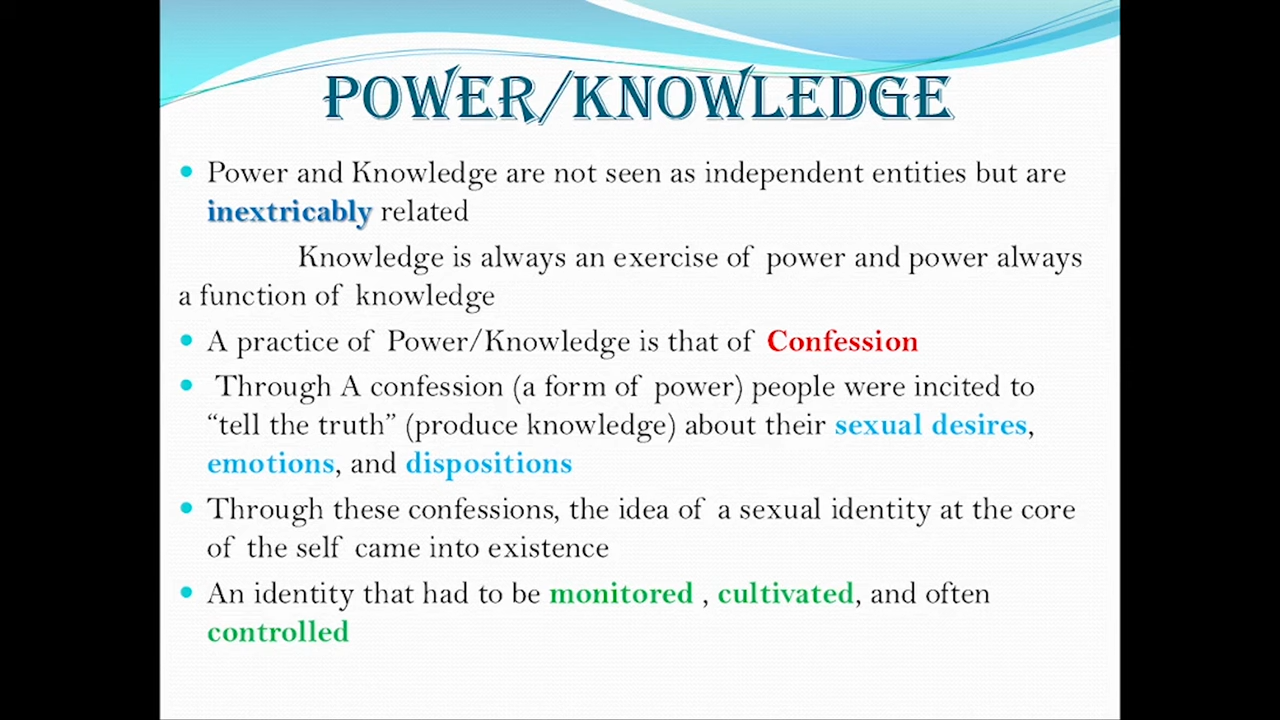 POWER/KNOWLEDGE
• Power and Knowledge are not seen as independent entities but are
inextricably related
Knowledge is always an exercise of power and power always
a function of knowledge
• A practice of Power/Knowledge is that of Confession
• Through A confession (a form of power) people were incited to
“tell the truth” (produce knowledge) about their sexual desires,
emotions, and dispositions
• Through these confessions, the idea of a sexual identity at the core
of the self came into existence
• An identity that had to be monitored , cultivated, and often
controlled